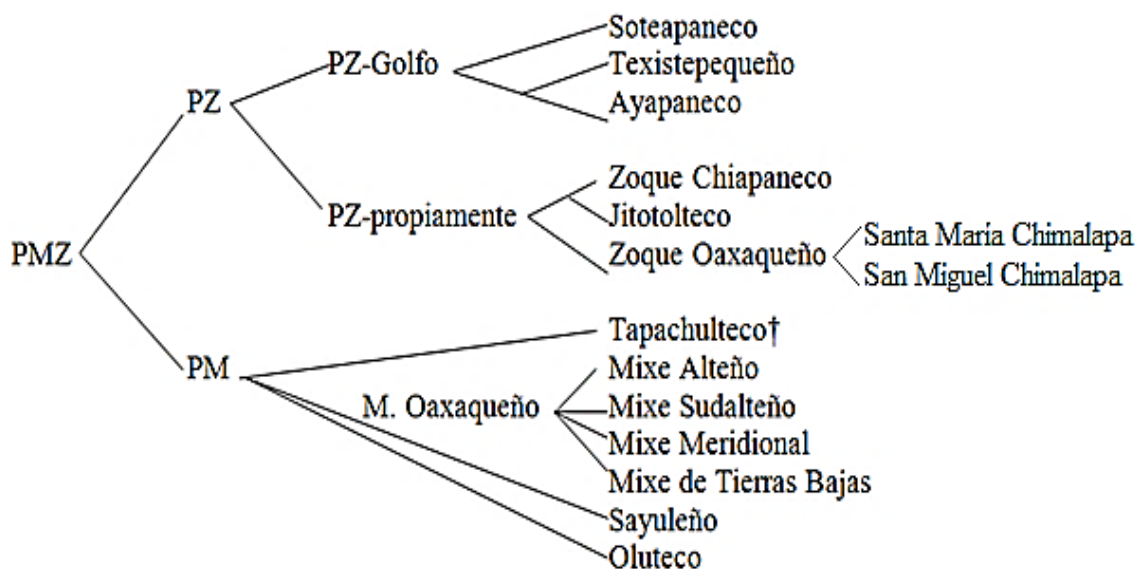 Soteapaneco
PZ-Golfo
Texistepequeño
PZ
Ayapaneco
Zoque Chiapaneco
PZ-propiamente
Jitotolteco
Santa María Chimalapa
PMZ
Zoque Oaxaqueño
San Miguel Chimalapa
Tapachulteco†
PM
Mixe Alteño
M. Oaxaqueño
Mixe Sudalteño
Mixe Meridional
Mixe de Tierras Bajas
Sayuleño
Oluteco